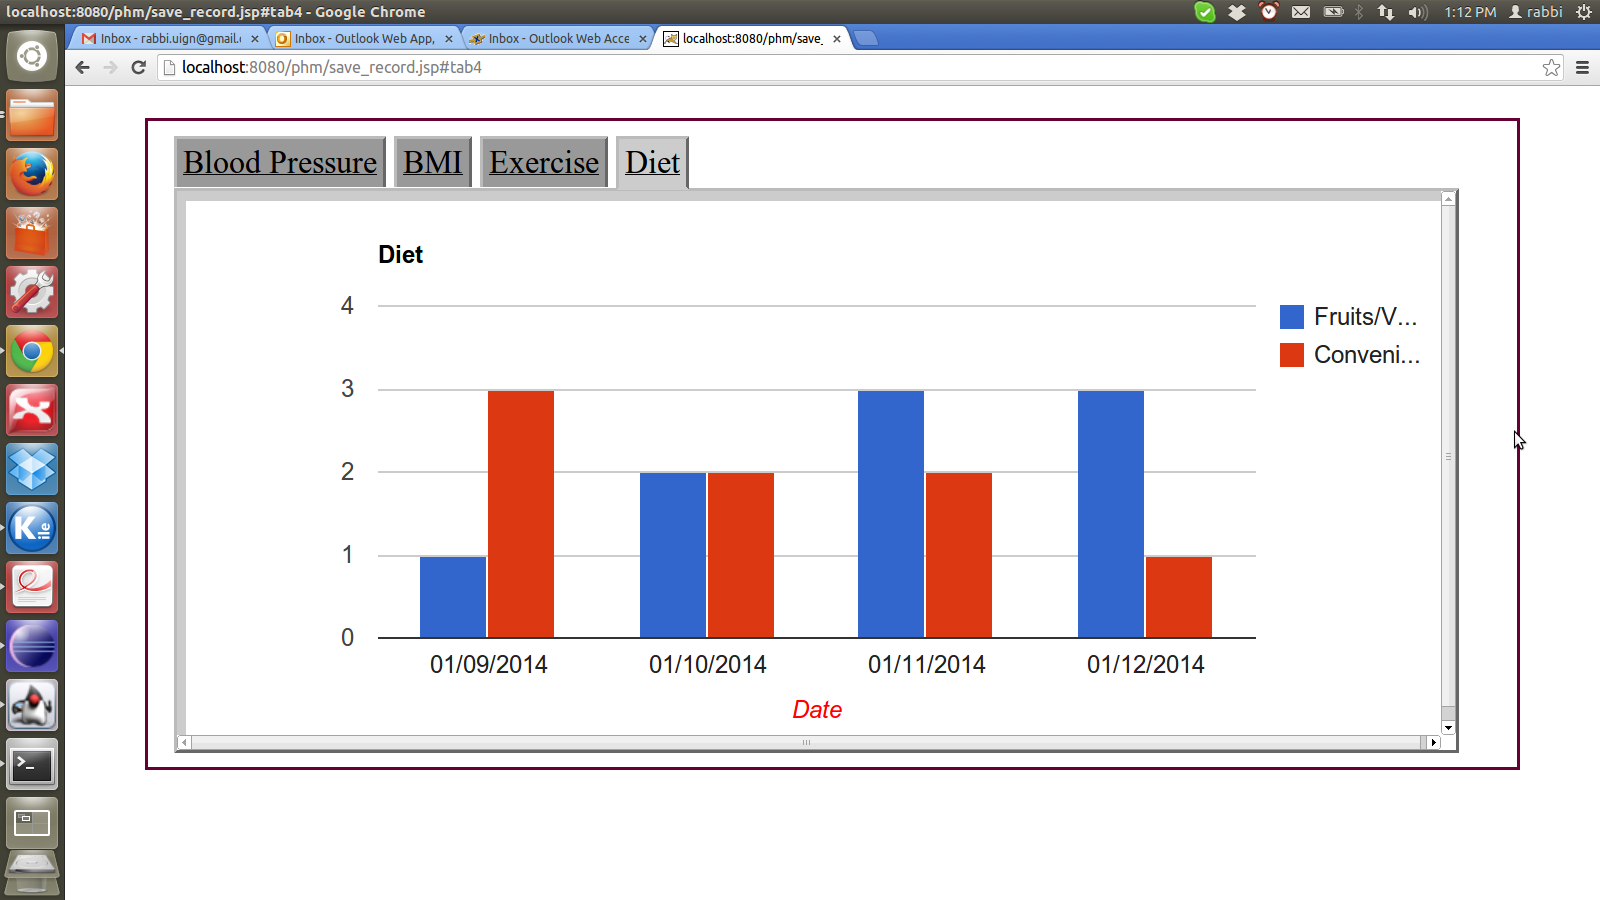 localhost:8080/phm/save_record.jsp#tab4 - Google Chrome
1:12 PM rabbi
Inbox - rabbi.uign@gmail.c
Inbox - Outlook Web App,
Inbox - Outlook Web Acce
localhost:8080/phm/save_
localhost:8080/phm/save_record.jsp#tab4
Blood Pressure BMI Exercise Diet
Diet
4
3
2
1
0
Fruits/V...
Conveni...
01/09/2014 01/10/2014 01/11/2014 01/12/2014
Date
Kile
>_